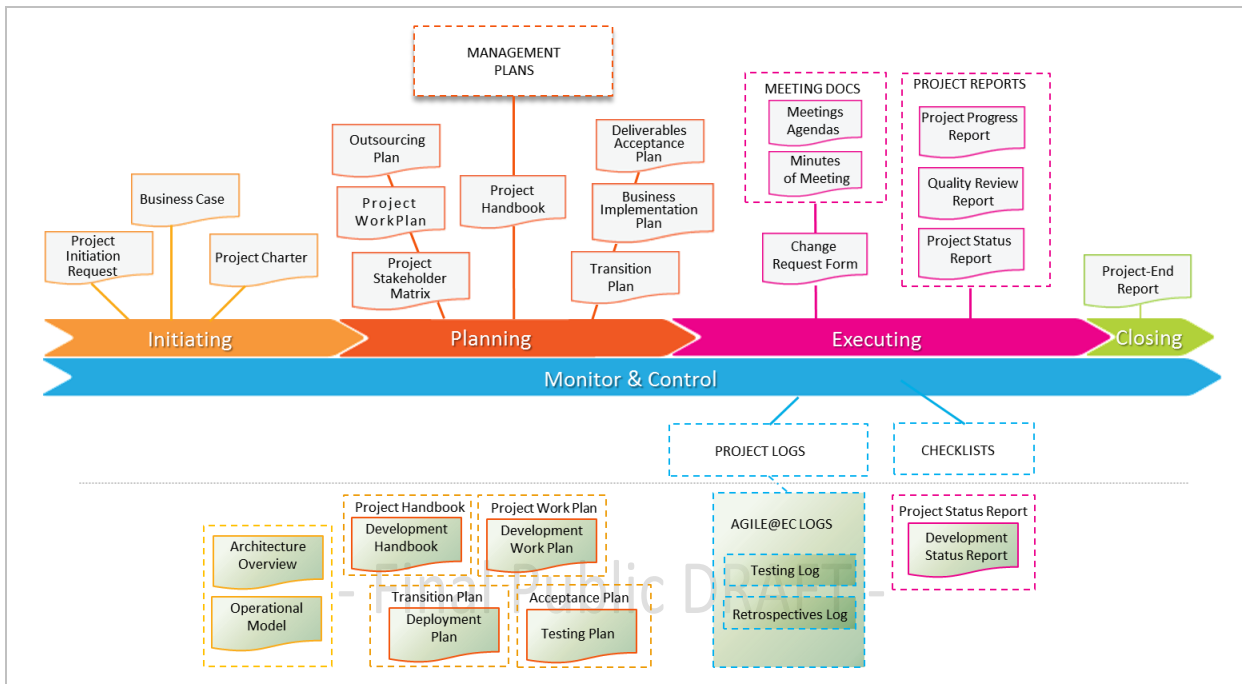 MANAGEMENT
PLANS
MEETING DOCS
Meetings
Agendas
Minutes
of Meeting
PROJECT REPORTS
Project Progress
Report
Quality Review
Report
Project Status
Report
Outsourcing
Plan
Project
WorkPlan
Project
Stakeholder
Matrix
Project
Handbook
Deliverables
Acceptance
Plan
Business
Implementation
Plan
Transition
Plan
Business Case
Project
Initiation
Request
Project Charter
Change
Request Form
Project-End
Report
Initiating
Planning
Executing
Closing
Monitor & Control
PROJECT LOGS
CHECKLISTS
Architecture
Overview
Operational
Model
Project Handbook
Development
Handbook
Project Work Plan
Development
Work Plan
Transition Plan
Deployment
Plan
Acceptance Plan
Testing Plan
AGILE@EC LOGS
Testing Log
Retrospectives Log
Project Status Report
Development
Status Report
- Final Public DRAFT -